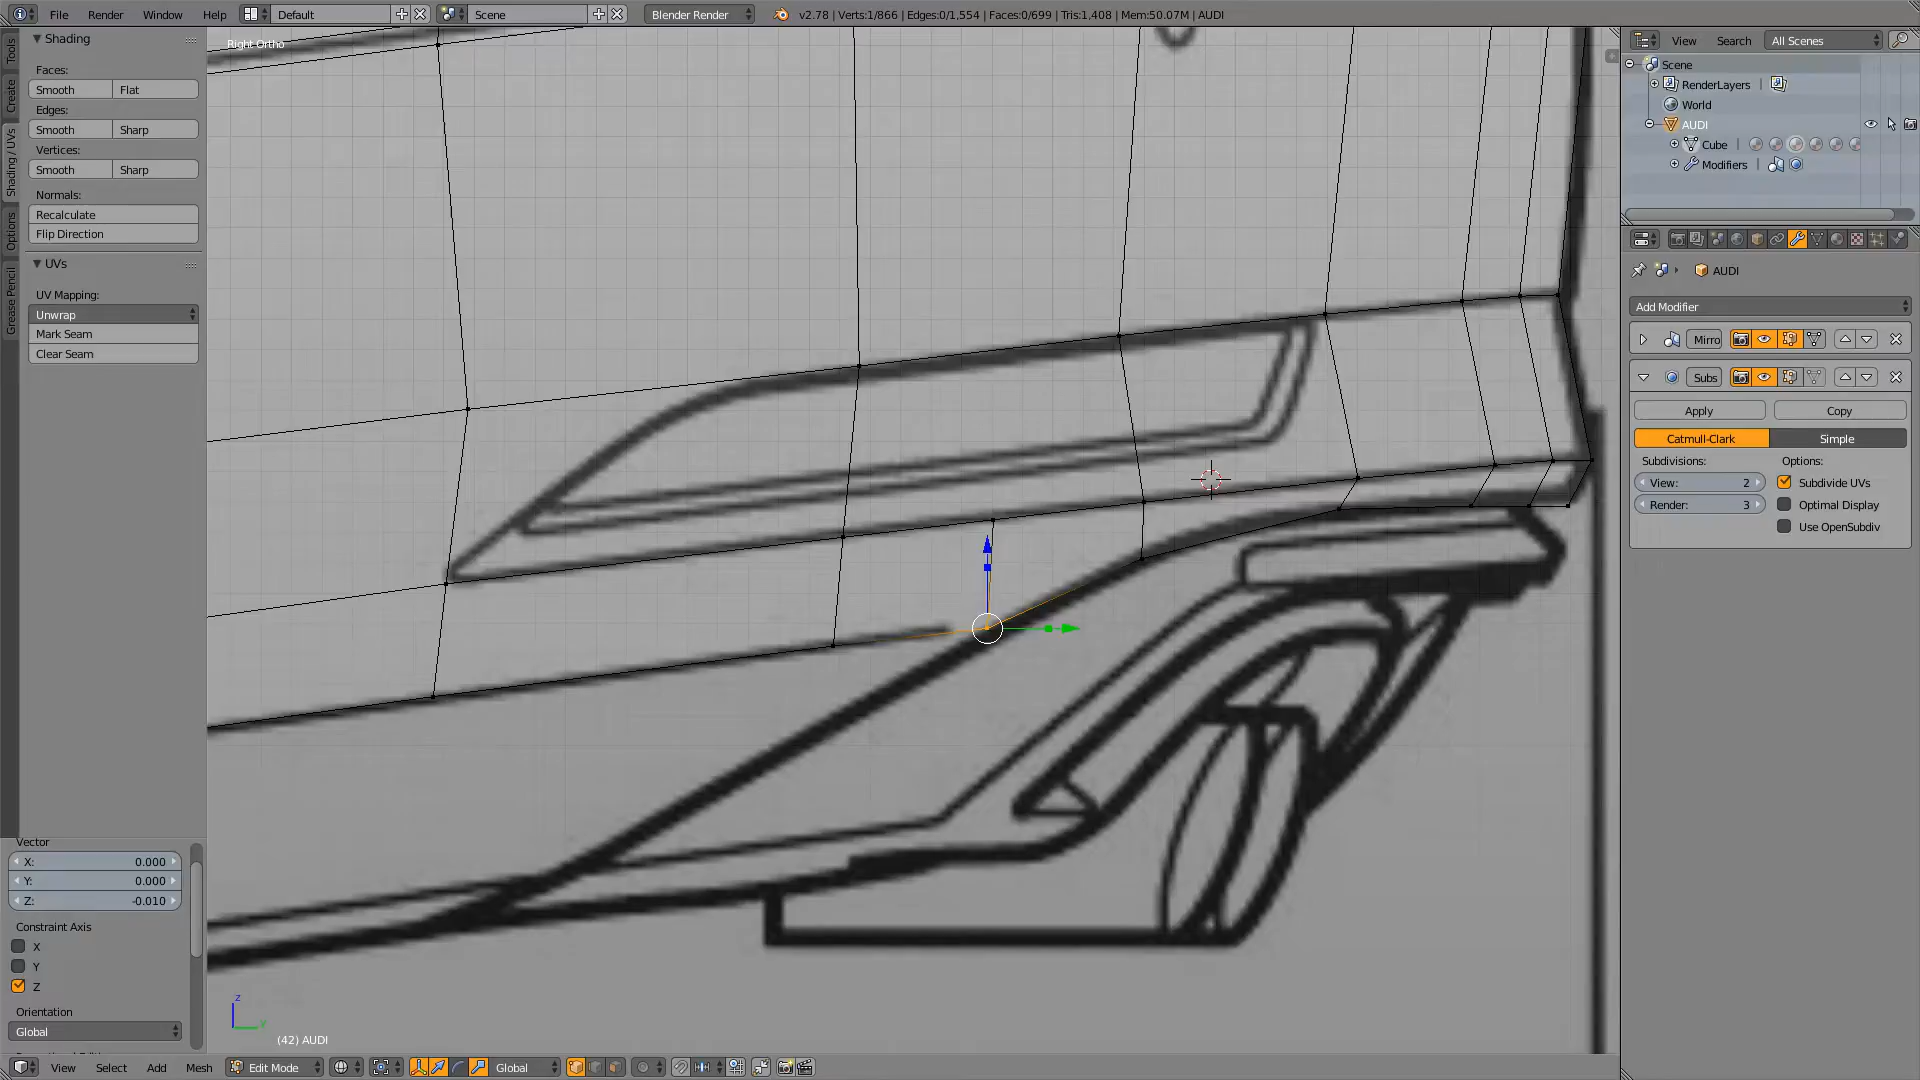 File Render Window Help Default Scene Blender Render v2.78 | Verts:1/866 | Edges:0/1,554 | Faces:0/699 | Tris:1,408 | Mem:50.07M | AUDI
Tools
Create
Shading / UVs
Options
Grease Pencil
Shading
Faces:
Smooth Flat
Edges:
Smooth Sharp
Vertices:
Smooth Sharp
Normals:
Recalculate
Flip Direction
UVs
UV Mapping:
Unwrap
Mark Seam
Clear Seam
Vector
X: 0.000
Y: 0.000
Z: -0.010
Constraint Axis
X
Y
Z
Orientation
Global
Right Ortho
z
y
(42) AUDI
View Select Add Mesh Edit Mode Global
View Search All Scenes
Scene
RenderLayers |
World
AUDI
Cube |
Modifiers |
AUDI
Add Modifier
Mirro
Subs
Apply Copy
Catmull-Clark Simple
Subdivisions: Options:
View: 2 Subdivide UVs
Render: 3 Optimal Display
Use OpenSubdiv